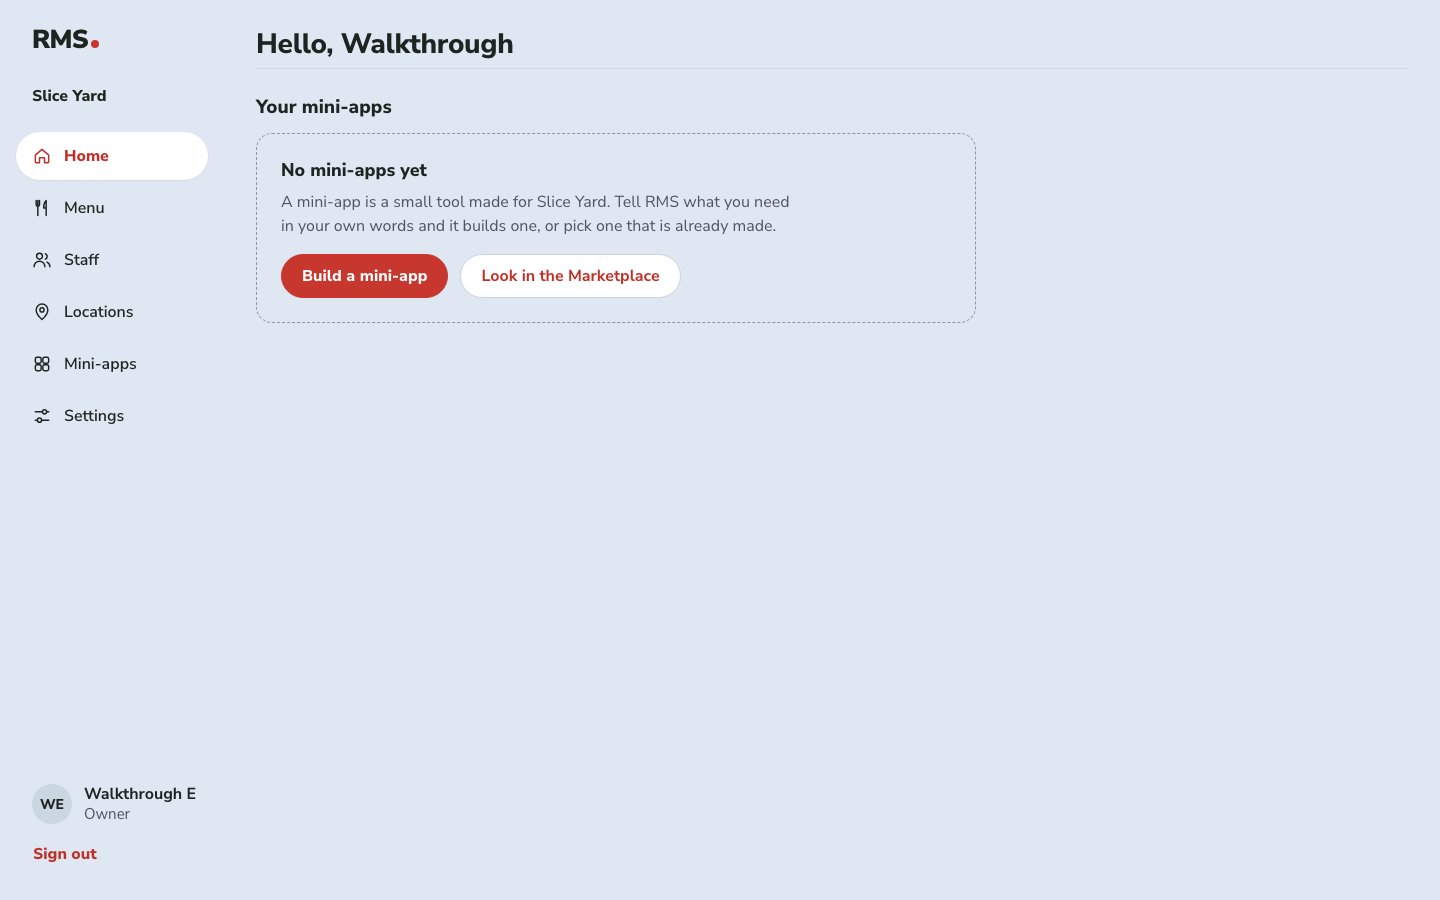 RMS.
Slice Yard
Home
Menu
Staff
Locations
Mini-apps
Settings
Walkthrough E
WE
Owner
Sign out
Hello, Walkthrough
Your mini-apps
No mini-apps yet
A mini-app is a small tool made for Slice Yard. Tell RMS what you need
in your own words and it builds one, or pick one that is already made.
Build a mini-app
Look in the Marketplace